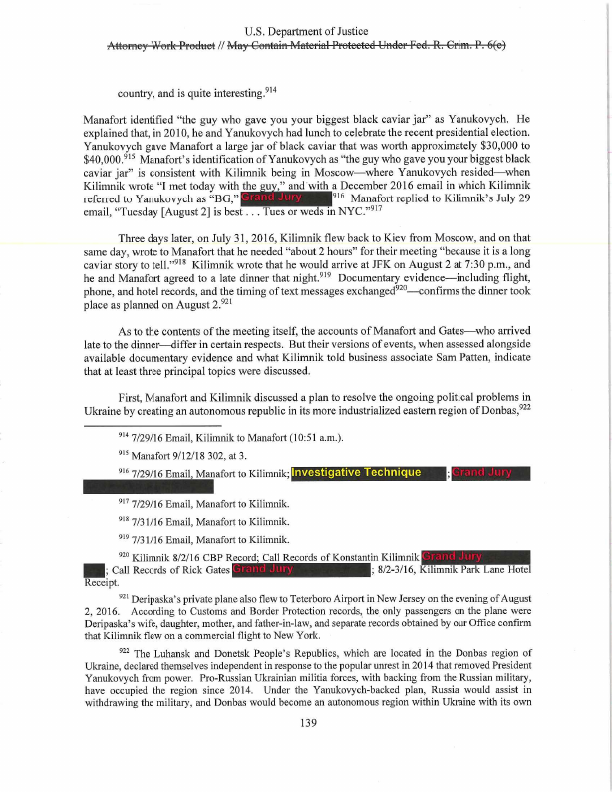 U.S. Department of Justice
Attorney Work Product // May Contain Material Protected Under Fed. R. Crim. P. 6(e)
country, and is quite interesting.914
Manafort identified “the guy who gave you your biggest black caviar jar” as Yanukovych. He
explained that, in 2010, he and Yanukovych had lunch to celebrate the recent presidential election.
Yanukovych gave Manafort a large jar of black caviar that was worth approximately $30,000 to
$40,000.915 Manafort’s identification of Yanukovych as “the guy who gave you your biggest black
caviar jar” is consistent with Kilimnik being in Moscow—where Yanukovych resided—when
Kilimnik wrote “I met today with the guy,” and with a December 2016 email in which Kilimnik
referred to Yanukovych as “BG,” Grand Jury 916 Manafort replied to Kilimnik’s July 29
email, “Tuesday [August 2] is best . . . Tues or weds in NYC.”917
Three days later, on July 31, 2016, Kilimnik flew back to Kiev from Moscow, and on that
same day, wrote to Manafort that he needed “about 2 hours” for their meeting “because it is a long
caviar story to tell.”918 Kilimnik wrote that he would arrive at JFK on August 2 at 7:30 p.m., and
he and Manafort agreed to a late dinner that night.919 Documentary evidence—including flight,
phone, and hotel records, and the timing of text messages exchanged920—confirms the dinner took
place as planned on August 2.921
As to the contents of the meeting itself, the accounts of Manafort and Gates—who arrived
late to the dinner—differ in certain respects. But their versions of events, when assessed alongside
available documentary evidence and what Kilimnik told business associate Sam Patten, indicate
that at least three principal topics were discussed.
First, Manafort and Kilimnik discussed a plan to resolve the ongoing political problems in
Ukraine by creating an autonomous republic in its more industrialized eastern region of Donbas,922
914 7/29/16 Email, Kilimnik to Manafort (10:51 a.m.).
915 Manafort 9/12/18 302, at 3.
916 7/29/16 Email, Manafort to Kilimnik; Investigative Technique ; Grand Jury
917 7/29/16 Email, Manafort to Kilimnik.
918 7/31/16 Email, Manafort to Kilimnik.
919 7/31/16 Email, Manafort to Kilimnik.
920 Kilimnik 8/2/16 CBP Record; Call Records of Konstantin Kilimnik Grand Jury
; Call Records of Rick Gates Grand Jury ; 8/2-3/16, Kilimnik Park Lane Hotel
Receipt.
921 Deripaska’s private plane also flew to Teterboro Airport in New Jersey on the evening of August
2, 2016. According to Customs and Border Protection records, the only passengers on the plane were
Deripaska’s wife, daughter, mother, and father-in-law, and separate records obtained by our Office confirm
that Kilimnik flew on a commercial flight to New York.
922 The Luhansk and Donetsk People’s Republics, which are located in the Donbas region of
Ukraine, declared themselves independent in response to the popular unrest in 2014 that removed President
Yanukovych from power. Pro-Russian Ukrainian militia forces, with backing from the Russian military,
have occupied the region since 2014. Under the Yanukovych-backed plan, Russia would assist in
withdrawing the military, and Donbas would become an autonomous region within Ukraine with its own
139